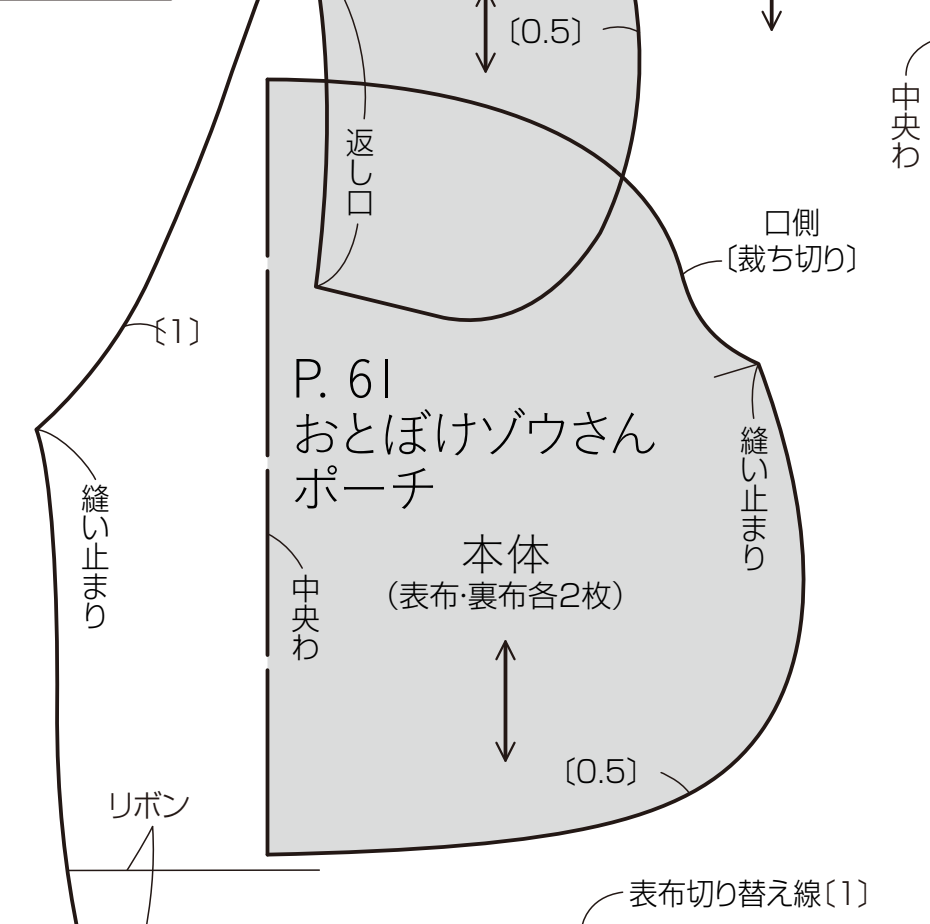 〔0.5〕
中央わ
返し口
口側
〔裁ち切り〕
〔1〕
P. 61
おとぼけゾウさん
ポーチ
縫い止まり
縫い止まり
本体
（表布・裏布各2枚）
中央わ
〔0.5〕
リボン
表布切り替え線〔1〕